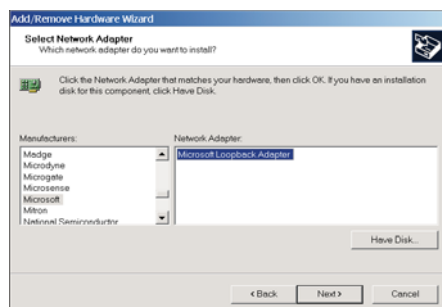 Add/Remove Hardware Wizard
Select Network Adapter
Which network adapter do you want to install?
Click the Network Adapter that matches your hardware, then click OK. If you have an installation
disk for this component, click Have Disk.
Manufacturers:
Madge
Microdyne
Microgate
Microsense
Microsoft
Mitron
National Semiconductor
Network Adapter:
Microsoft Loopback Adapter
Have Disk...
< Back
Next >
Cancel